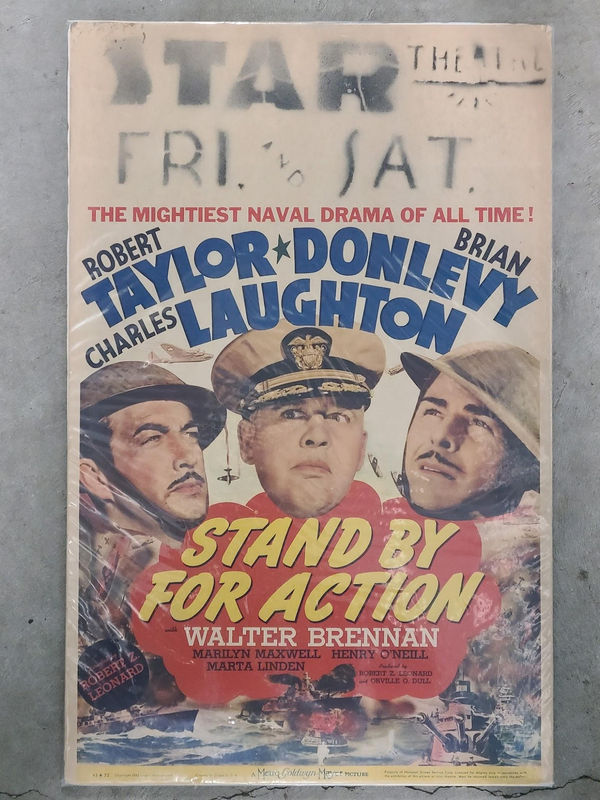 STAR THEATRE
FRI. AND SAT.
THE MIGHTIEST NAVAL DRAMA OF ALL TIME!
ROBERT TAYLOR ★ BRIAN DONLEVY
CHARLES LAUGHTON
STAND BY
FOR ACTION
with WALTER BRENNAN
MARILYN MAXWELL HENRY O'NEILL
MARTA LINDEN
Produced by
ROBERT Z. LEONARD
and ORVILLE O. DULL
ROBERT Z.
LEONARD
A Metro-Goldwyn-Mayer PICTURE